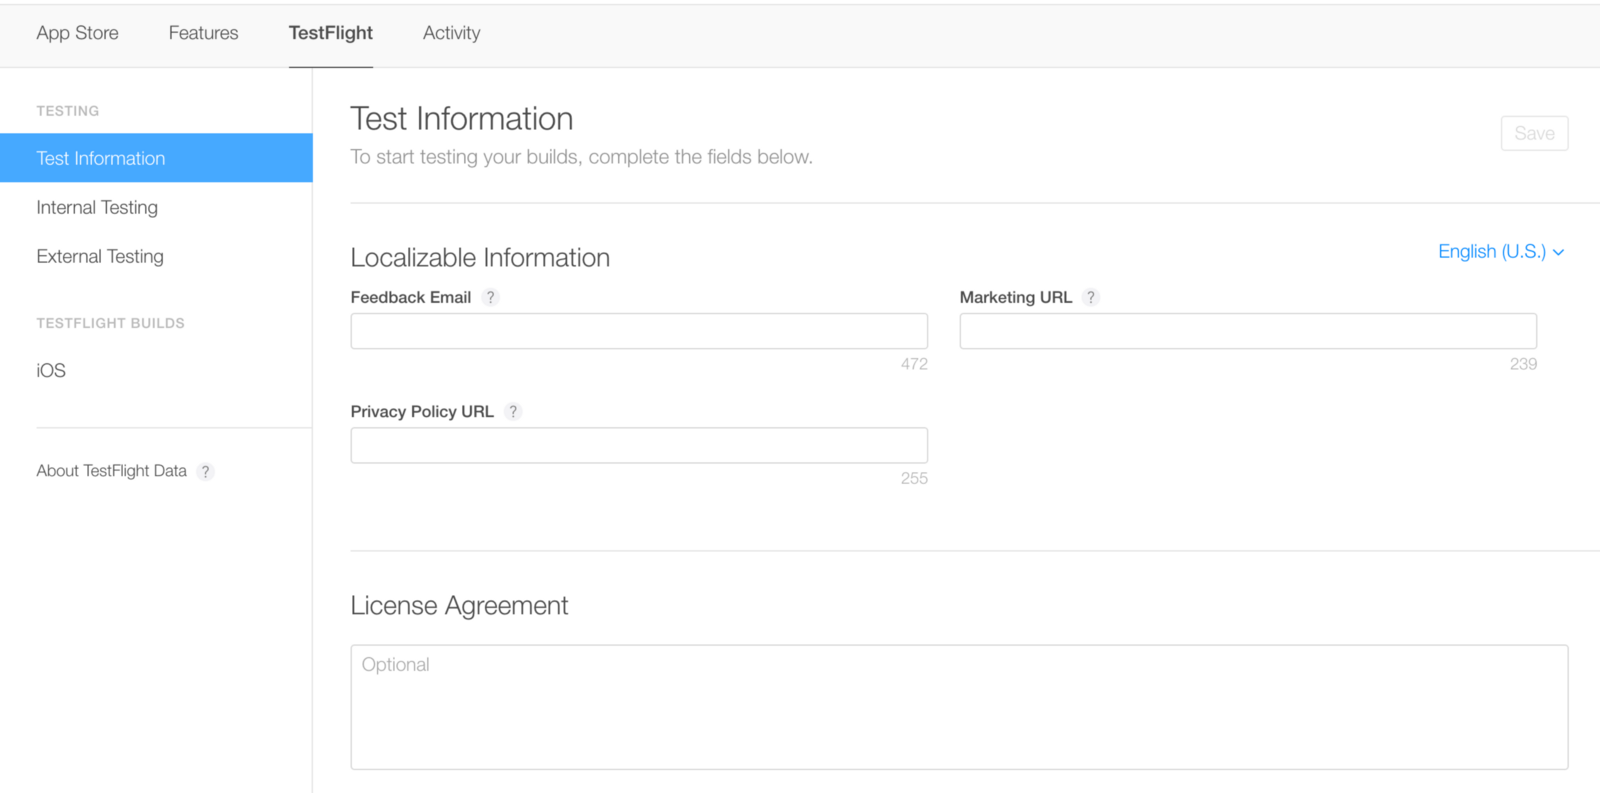 App Store Features TestFlight Activity
TESTING
Test Information
Internal Testing
External Testing
TESTFLIGHT BUILDS
iOS
About TestFlight Data ?
Test Information
To start testing your builds, complete the fields below.
Save
Localizable Information
English (U.S.)
Feedback Email ?
472
Marketing URL ?
239
Privacy Policy URL ?
255
License Agreement
Optional